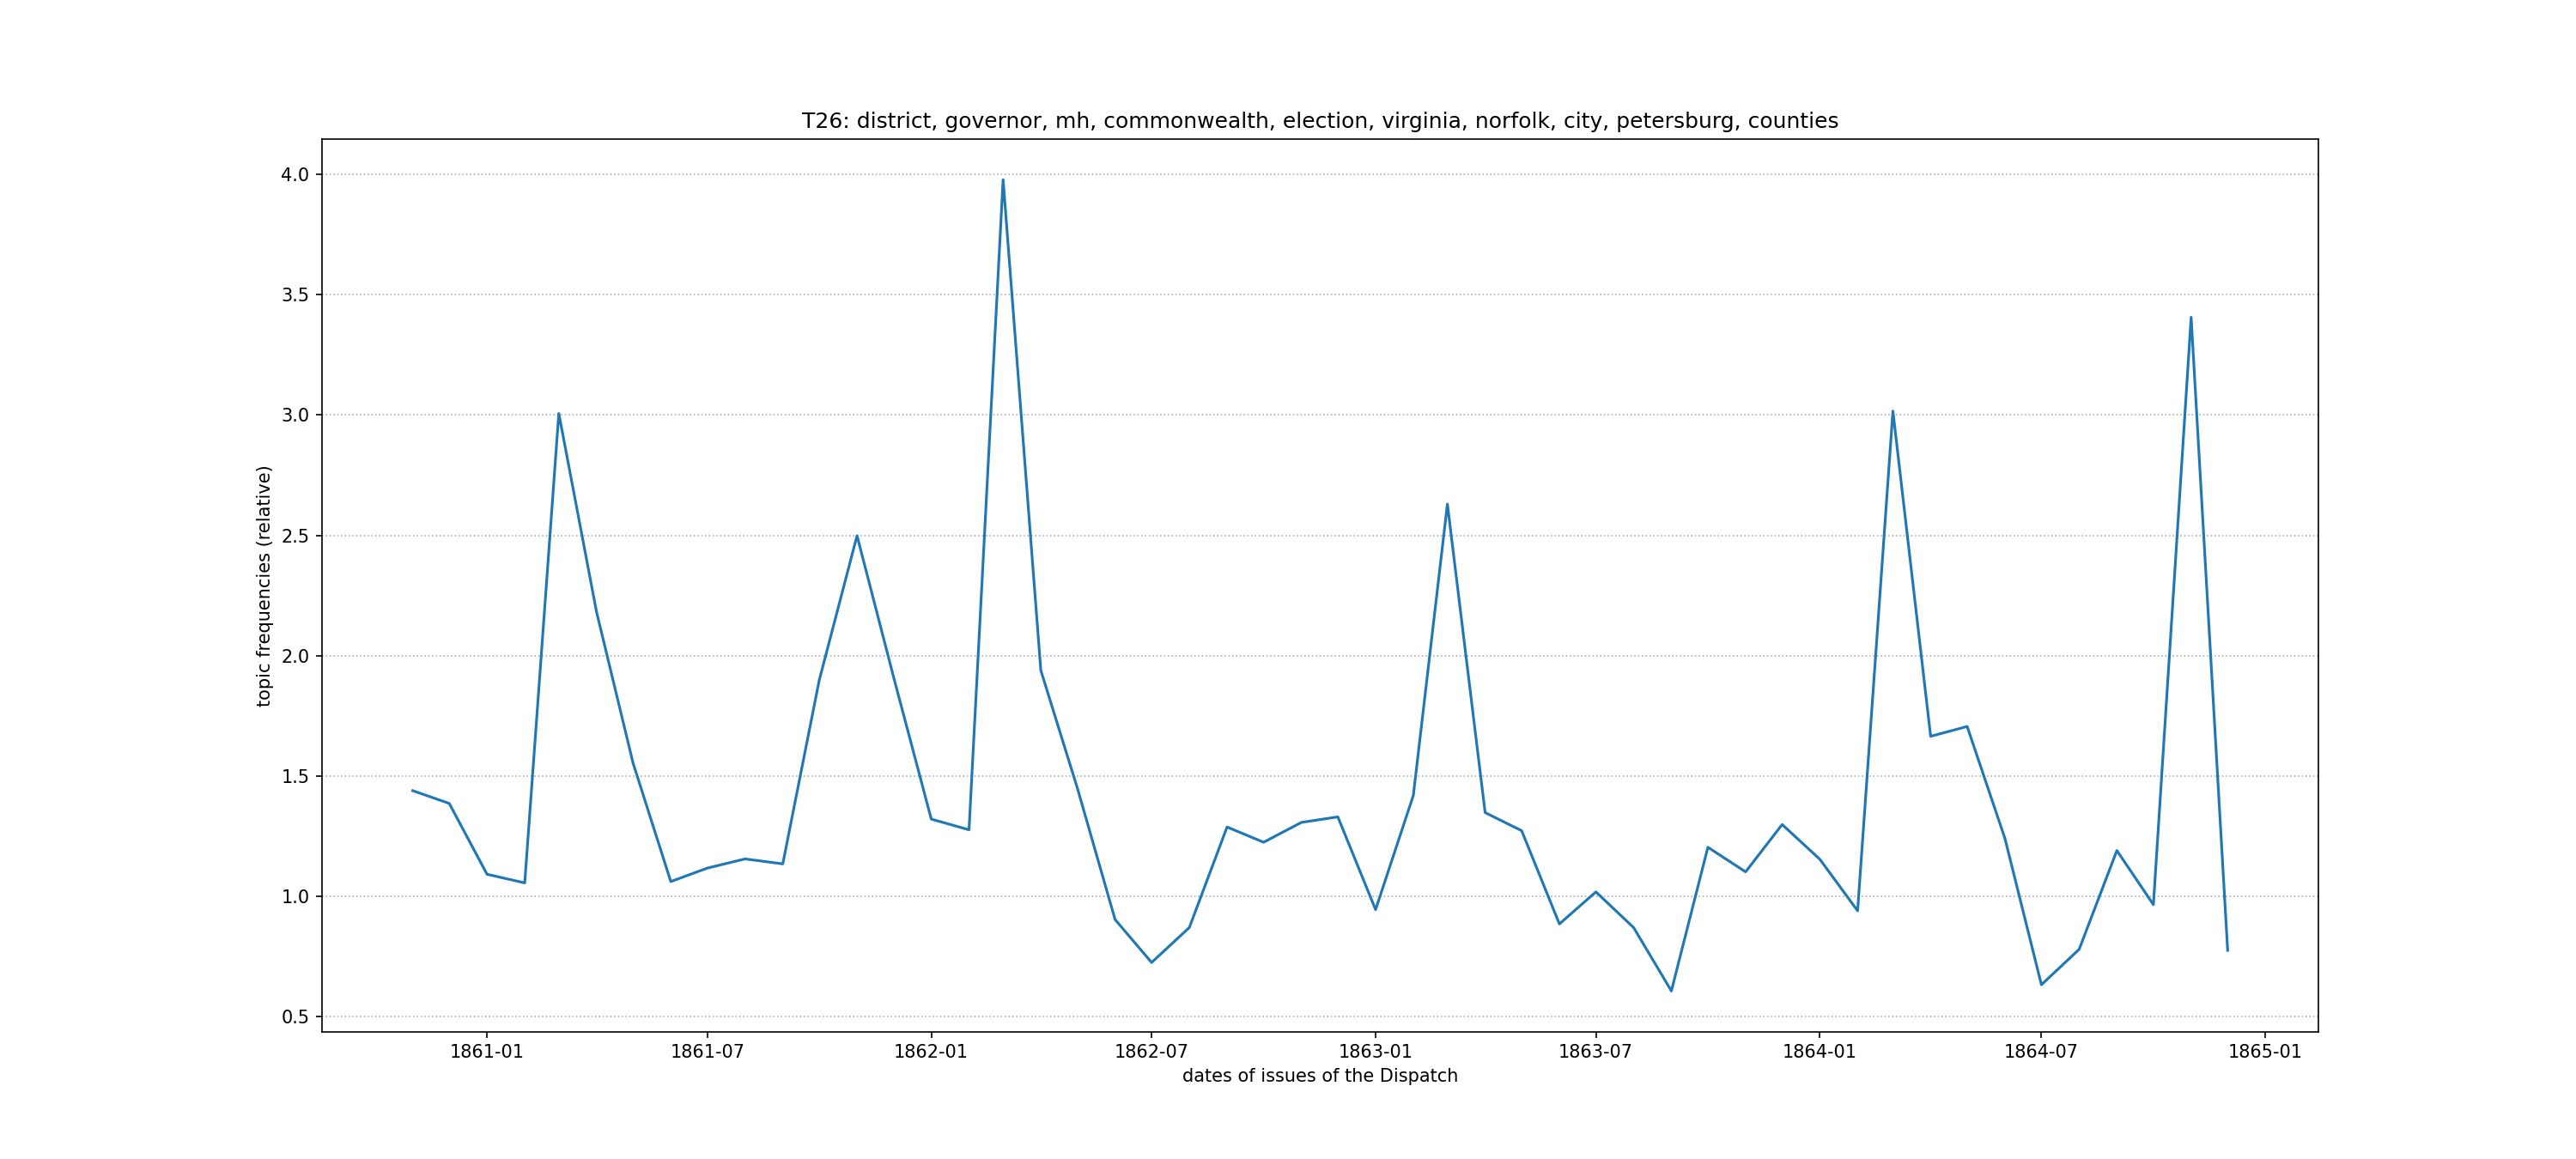 T26: district, governor, mh, commonwealth, election, virginia, norfolk, city, petersburg, counties
topic frequencies (relative)
4.0
3.5
3.0
2.5
2.0
1.5
1.0
0.5
1861-01 1861-07 1862-01 1862-07 1863-01 1863-07 1864-01 1864-07 1865-01
dates of issues of the Dispatch